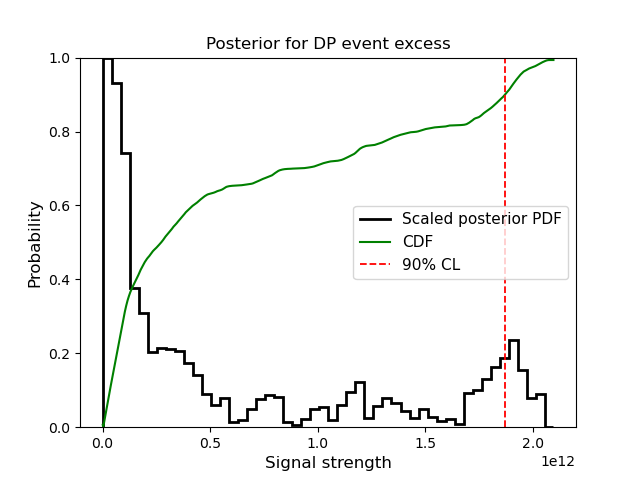 Posterior for DP event excess
1.0
0.8
0.6
0.4
0.2
0.0
Probability
Scaled posterior PDF
CDF
90% CL
0.0 0.5 1.0 1.5 2.0
1e12
Signal strength